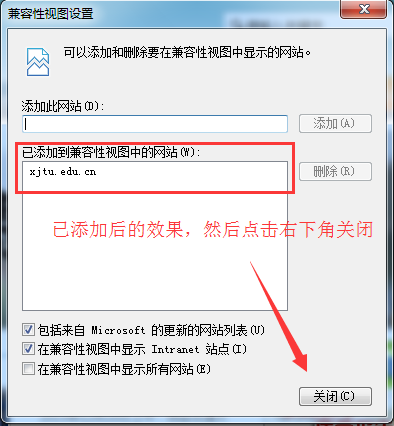 兼容性视图设置
可以添加和删除要在兼容性视图中显示的网站。
添加此网站(D):
添加(A)
已添加到兼容性视图中的网站(W):
xjtu.edu.cn
删除(R)
已添加后的效果，然后点击右下角关闭
包括来自 Microsoft 的更新的网站列表(U)
在兼容性视图中显示 Intranet 站点(I)
在兼容性视图中显示所有网站(E)
关闭(C)